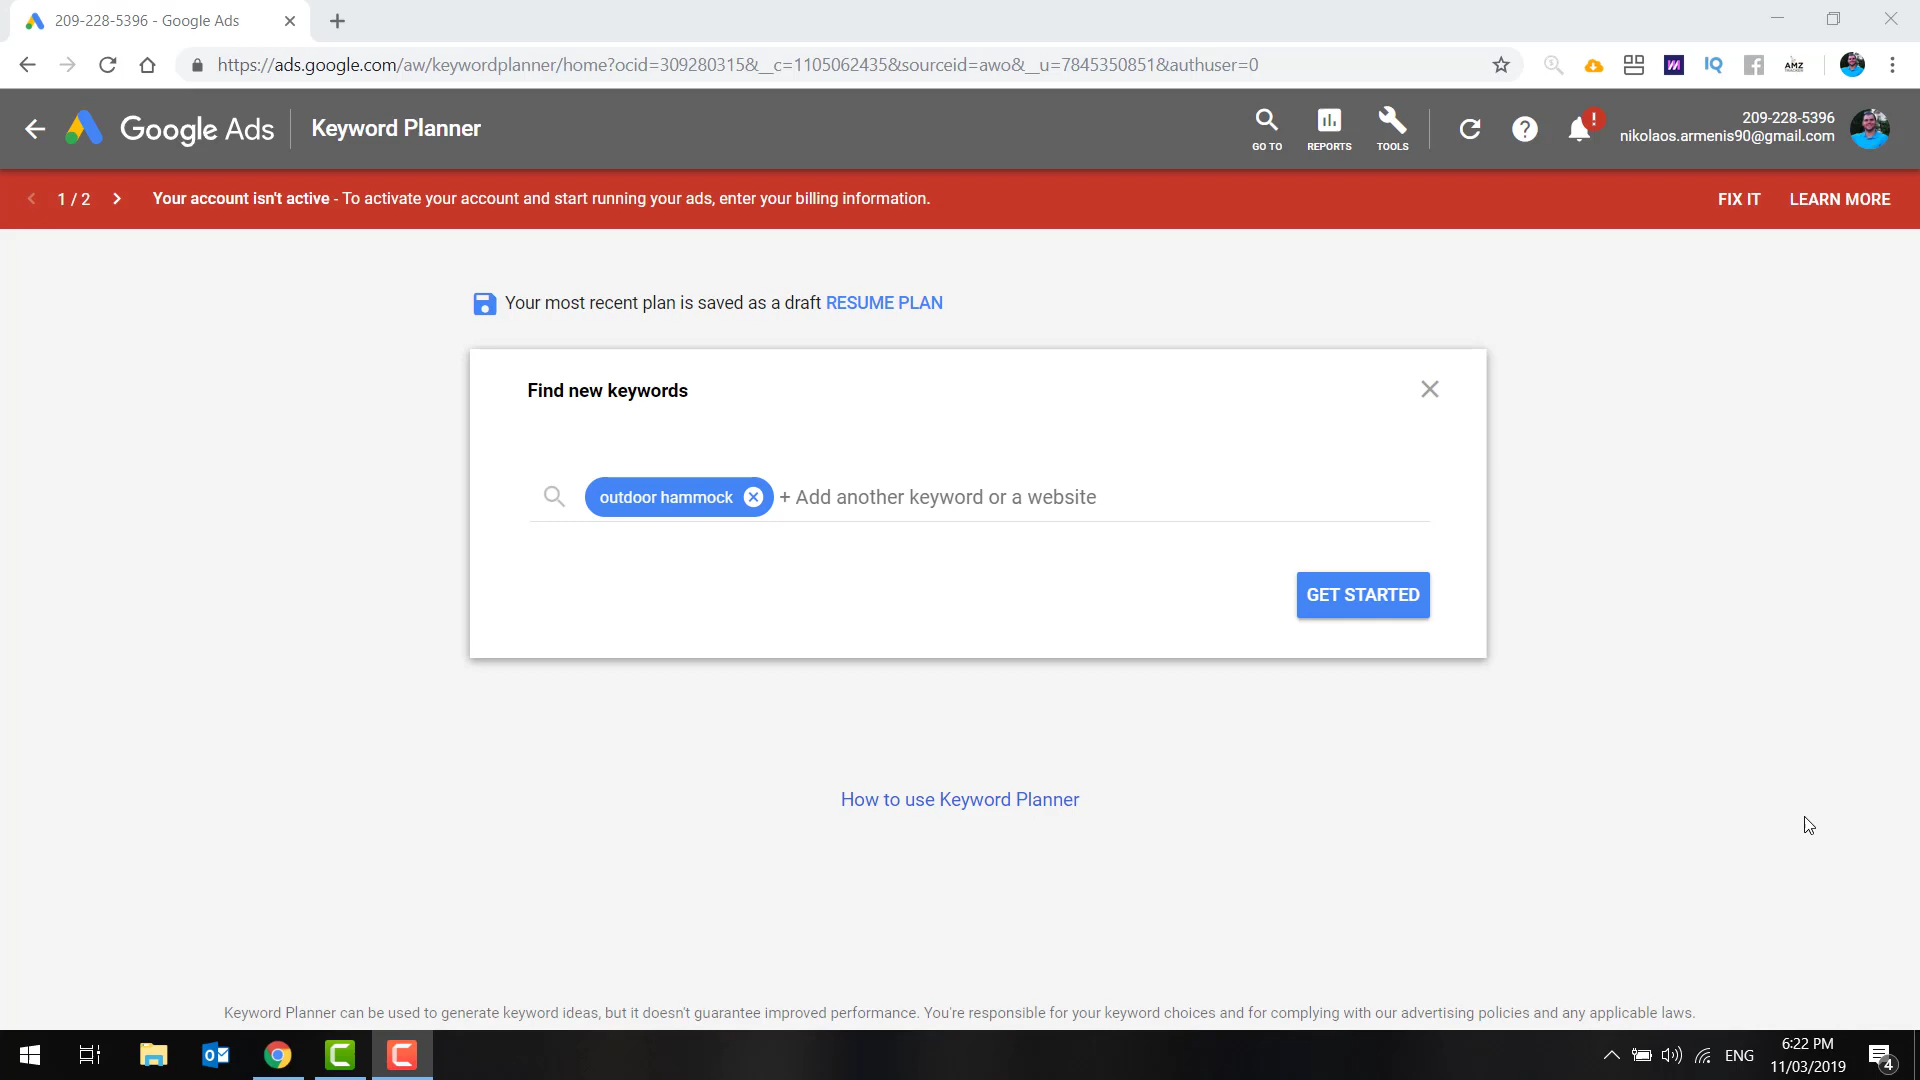 209-228-5396 - Google Ads
https://ads.google.com/aw/keywordplanner/home?ocid=309280315&__c=1105062435&sourceid=awo&__u=7845350851&authuser=0
IQ
AMZ
Google Ads
Keyword Planner
GO TO
REPORTS
TOOLS
209-228-5396
nikolaos.armenis90@gmail.com
1 / 2
Your account isn't active - To activate your account and start running your ads, enter your billing information.
FIX IT
LEARN MORE
Your most recent plan is saved as a draft RESUME PLAN
Find new keywords
outdoor hammock + Add another keyword or a website
GET STARTED
How to use Keyword Planner
Keyword Planner can be used to generate keyword ideas, but it doesn't guarantee improved performance. You're responsible for your keyword choices and for complying with our advertising policies and any applicable laws.
ENG
6:22 PM
11/03/2019
4